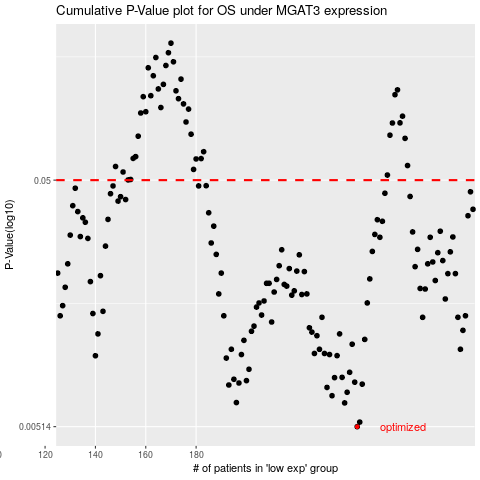 Cumulative P-Value plot for OS under MGAT3 expression
P-Value(log10)
0.05
0.00514
optimized
0 120 140 160 180
# of patients in 'low exp' group